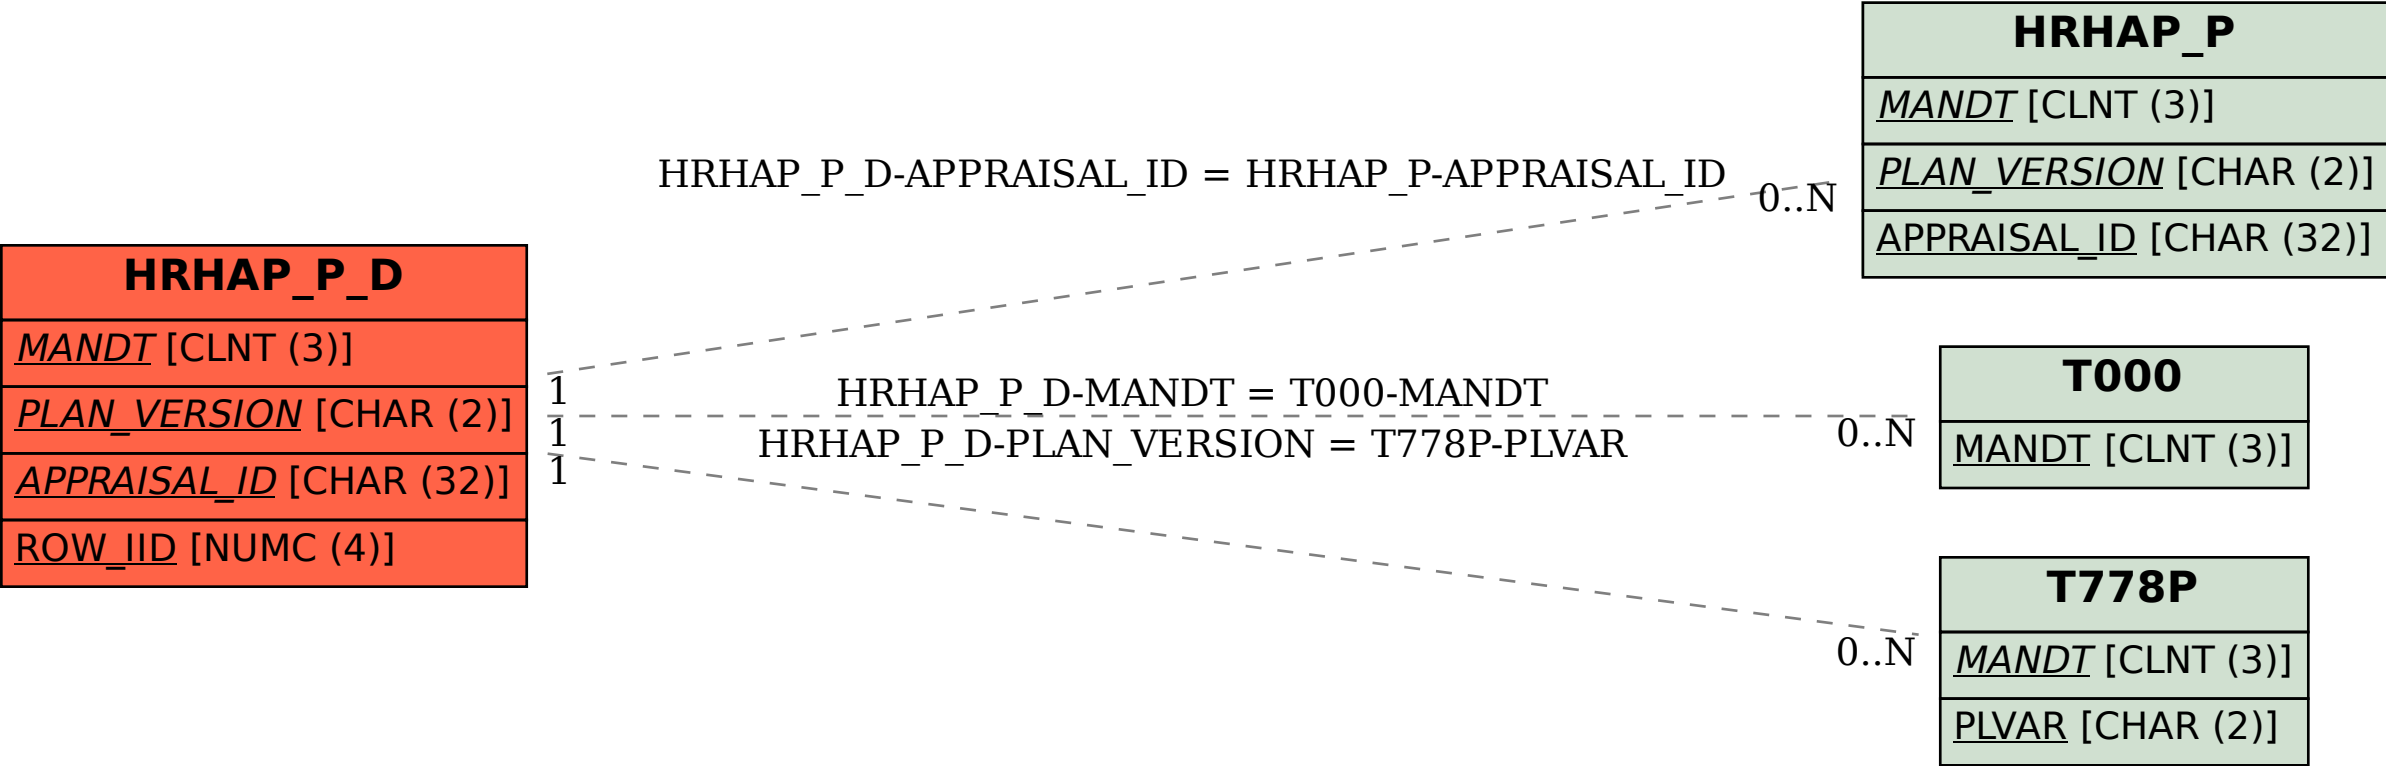 HRHAP_P
MANDT [CLNT (3)]
PLAN_VERSION [CHAR (2)]
APPRAISAL_ID [CHAR (32)]
HRHAP_P_D-APPRAISAL_ID = HRHAP_P-APPRAISAL_ID
0..N
HRHAP_P_D
MANDT [CLNT (3)]
PLAN_VERSION [CHAR (2)]
APPRAISAL_ID [CHAR (32)]
ROW_IID [NUMC (4)]
1
HRHAP_P_D-MANDT = T000-MANDT
1
0..N
HRHAP_P_D-PLAN_VERSION = T778P-PLVAR
1
0..N
T000
MANDT [CLNT (3)]
T778P
MANDT [CLNT (3)]
PLVAR [CHAR (2)]